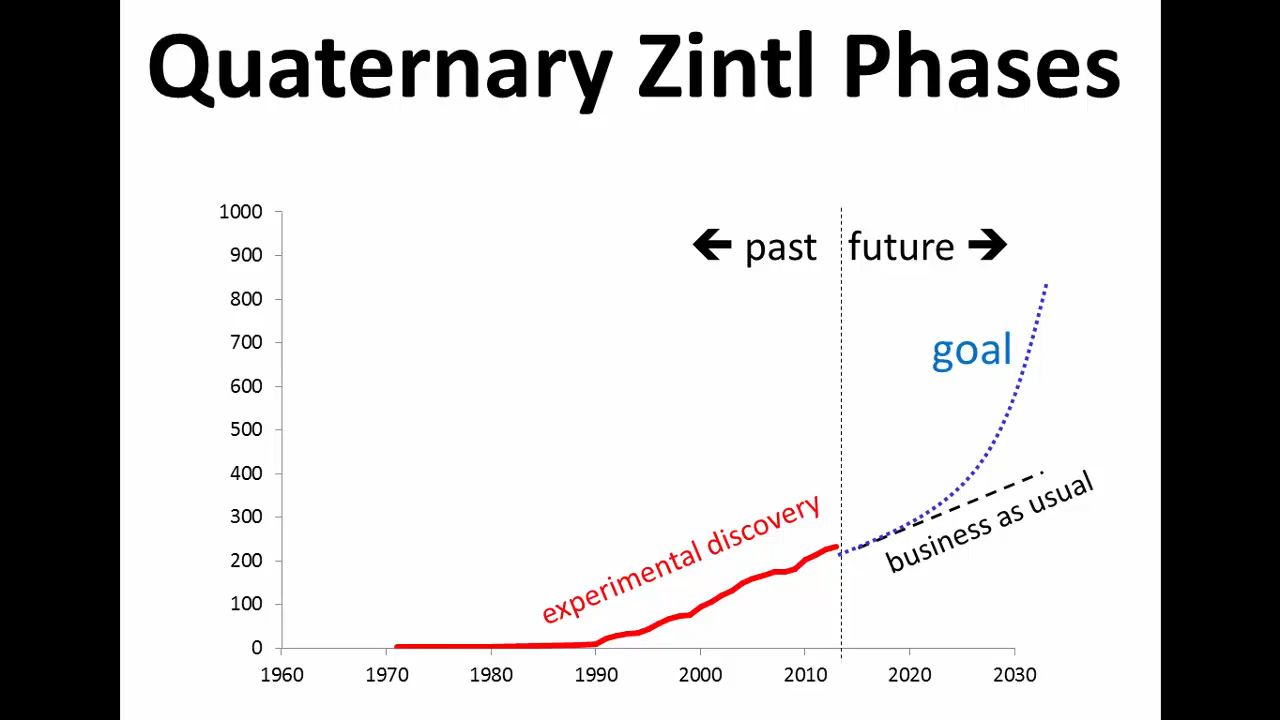 Quaternary Zintl Phases
1000
900
800
700
600
500
400
300
200
100
0
1960 1970 1980 1990 2000 2010 2020 2030
🡸 past future 🡺
goal
experimental discovery
business as usual